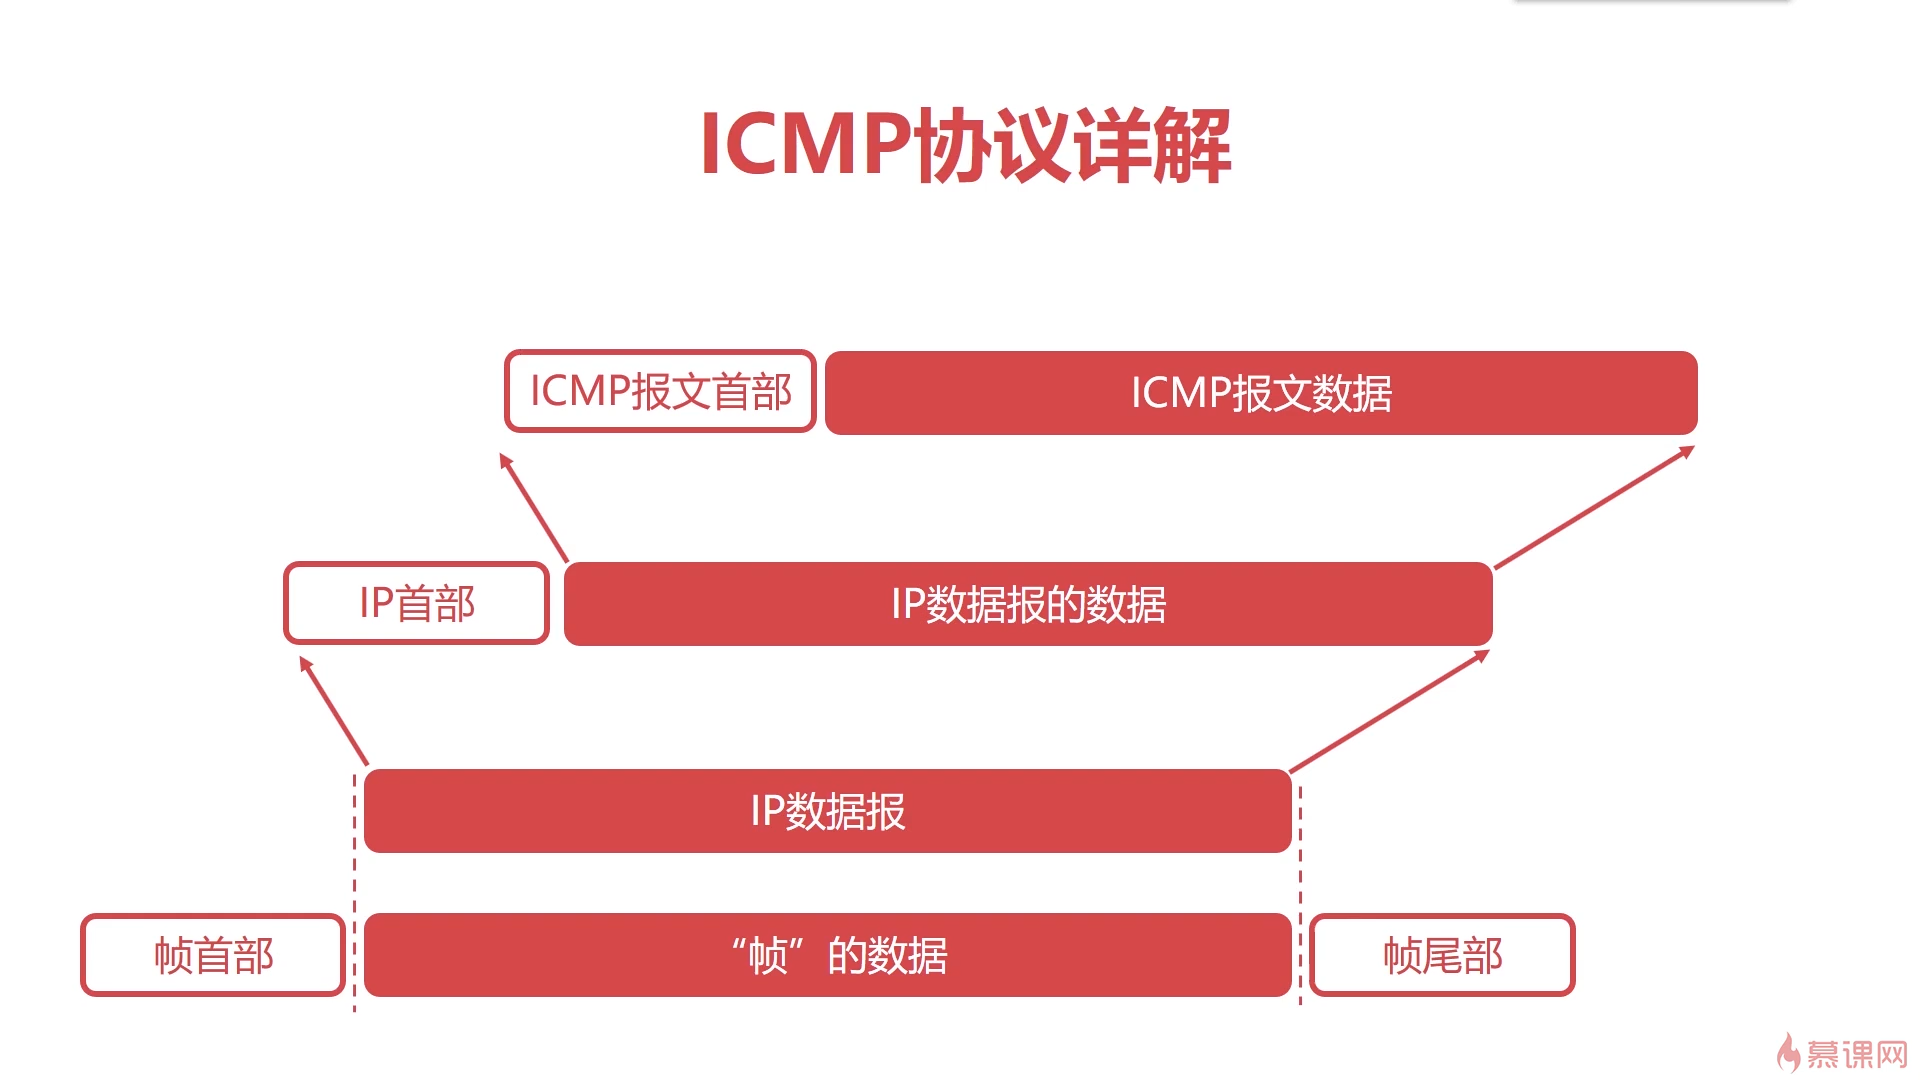 ICMP协议详解
ICMP报文首部
ICMP报文数据
IP首部
IP数据报的数据
IP数据报
帧首部
“帧”的数据
帧尾部
慕课网